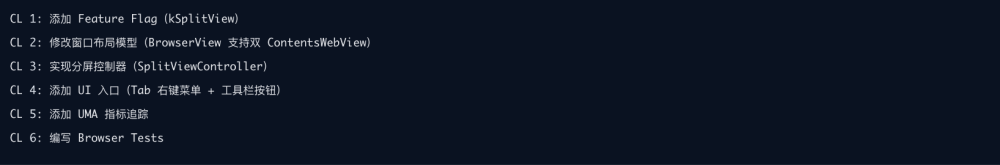 CL 1: 添加 Feature Flag（kSplitView）
CL 2: 修改窗口布局模型（BrowserView 支持双 ContentsWebView）
CL 3: 实现分屏控制器（SplitViewController）
CL 4: 添加 UI 入口（Tab 右键菜单 + 工具栏按钮）
CL 5: 添加 UMA 指标追踪
CL 6: 编写 Browser Tests